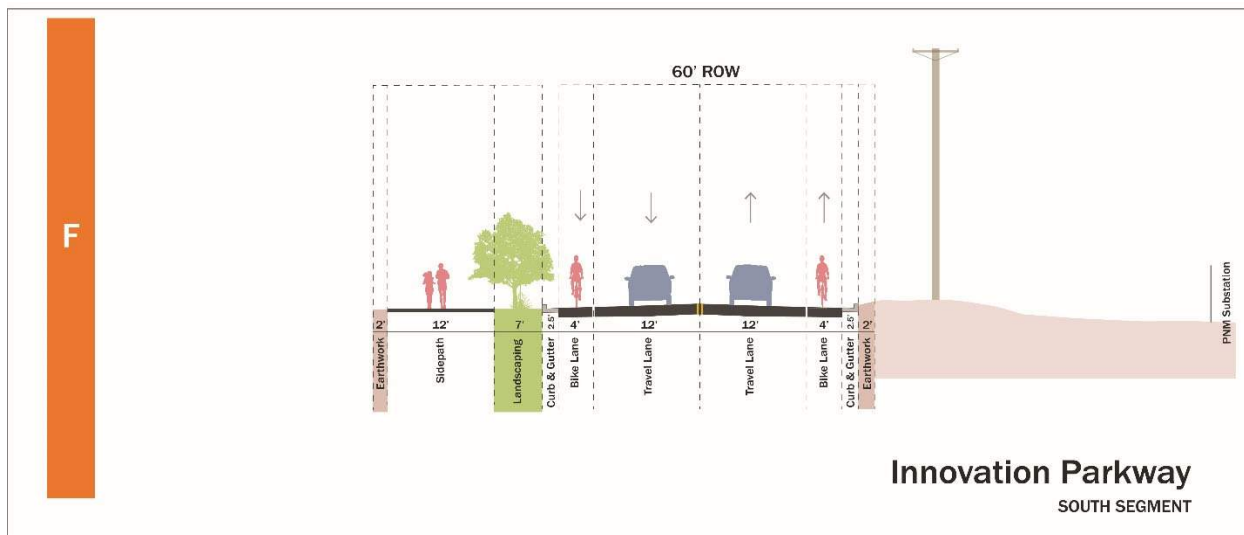 F
60' ROW
2'
12'
7'
2.5'
4'
12'
12'
4'
2.5'
2'
Earthwork
Sidepath
Landscaping
Curb & Gutter
Bike Lane
Travel Lane
Travel Lane
Bike Lane
Curb & Gutter
Earthwork
PNM Substation
Innovation Parkway
SOUTH SEGMENT